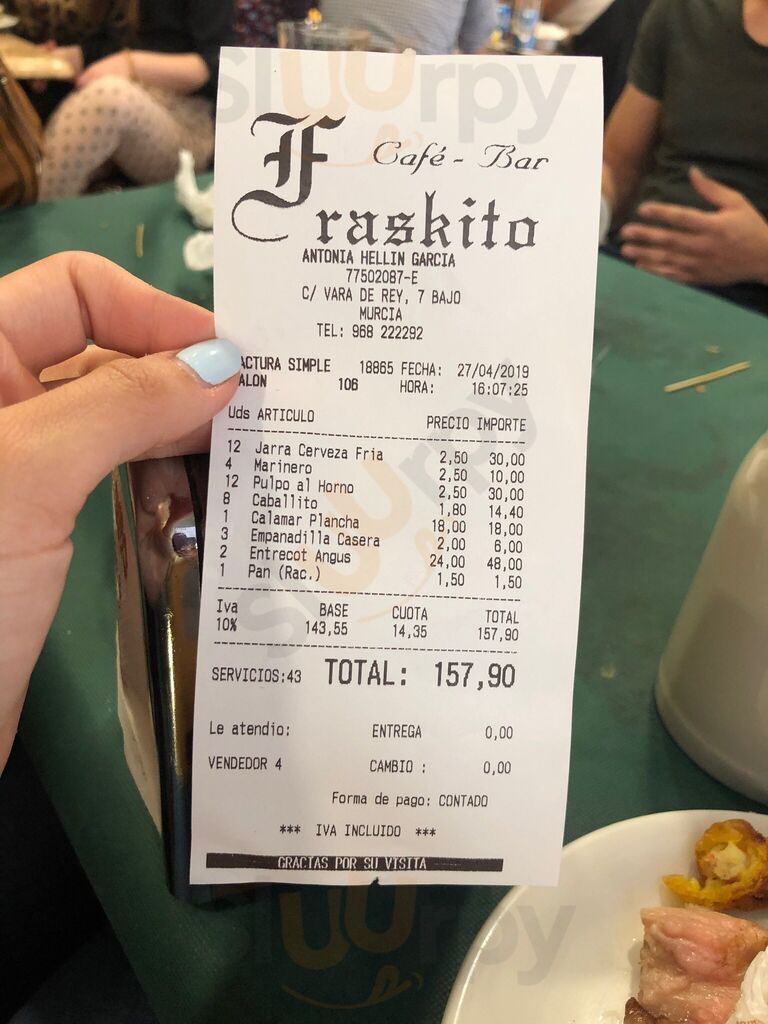 sluurpy
Café - Bar
Fraskito
ANTONIA HELLIN GARCIA
77502087-E
C/ VARA DE REY, 7 BAJO
MURCIA
TEL: 968 222292
ACTURA SIMPLE 18865 FECHA: 27/04/2019
ALON 106 HORA: 16:07:25
Uds ARTICULO PRECIO IMPORTE
12 Jarra Cerveza Fria 2,50 30,00
4 Marinero 2,50 10,00
12 Pulpo al Horno 2,50 30,00
8 Caballito 1,80 14,40
1 Calamar Plancha 18,00 18,00
3 Empanadilla Casera 2,00 6,00
2 Entrecot Angus 24,00 48,00
1 Pan (Rac.) 1,50 1,50
Iva BASE CUOTA TOTAL
10% 143,55 14,35 157,90
SERVICIOS:43 TOTAL: 157,90
Le atendio: ENTREGA 0,00
VENDEDOR 4 CAMBIO : 0,00
Forma de pago: CONTADO
*** IVA INCLUIDO ***
GRACIAS POR SU VISITA
sluurpy
sluurpy